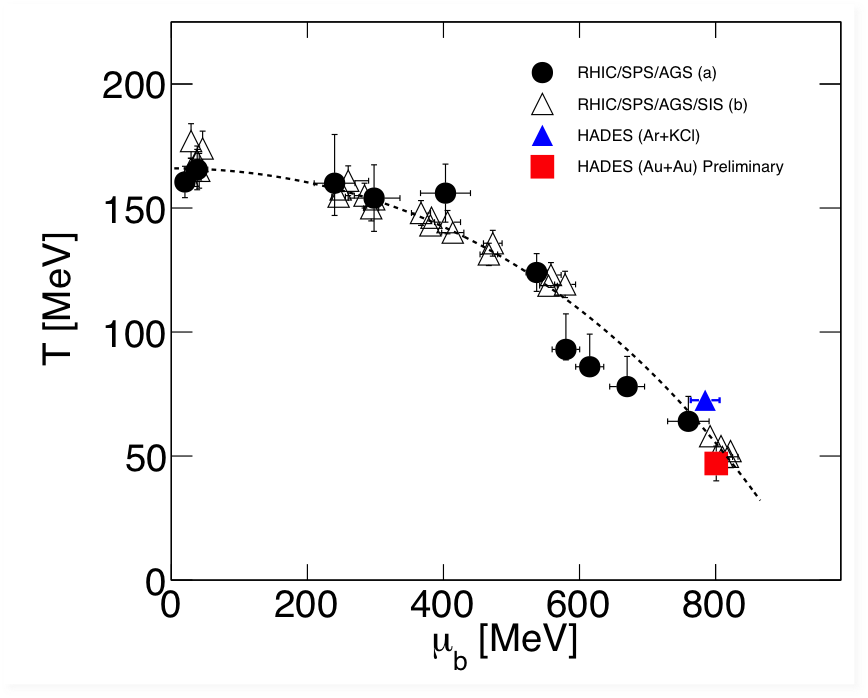 RHIC/SPS/AGS (a)
RHIC/SPS/AGS/SIS (b)
HADES (Ar+KCl)
HADES (Au+Au) Preliminary
T [MeV]
200
150
100
50
0
0 200 400 600 800
μb [MeV]